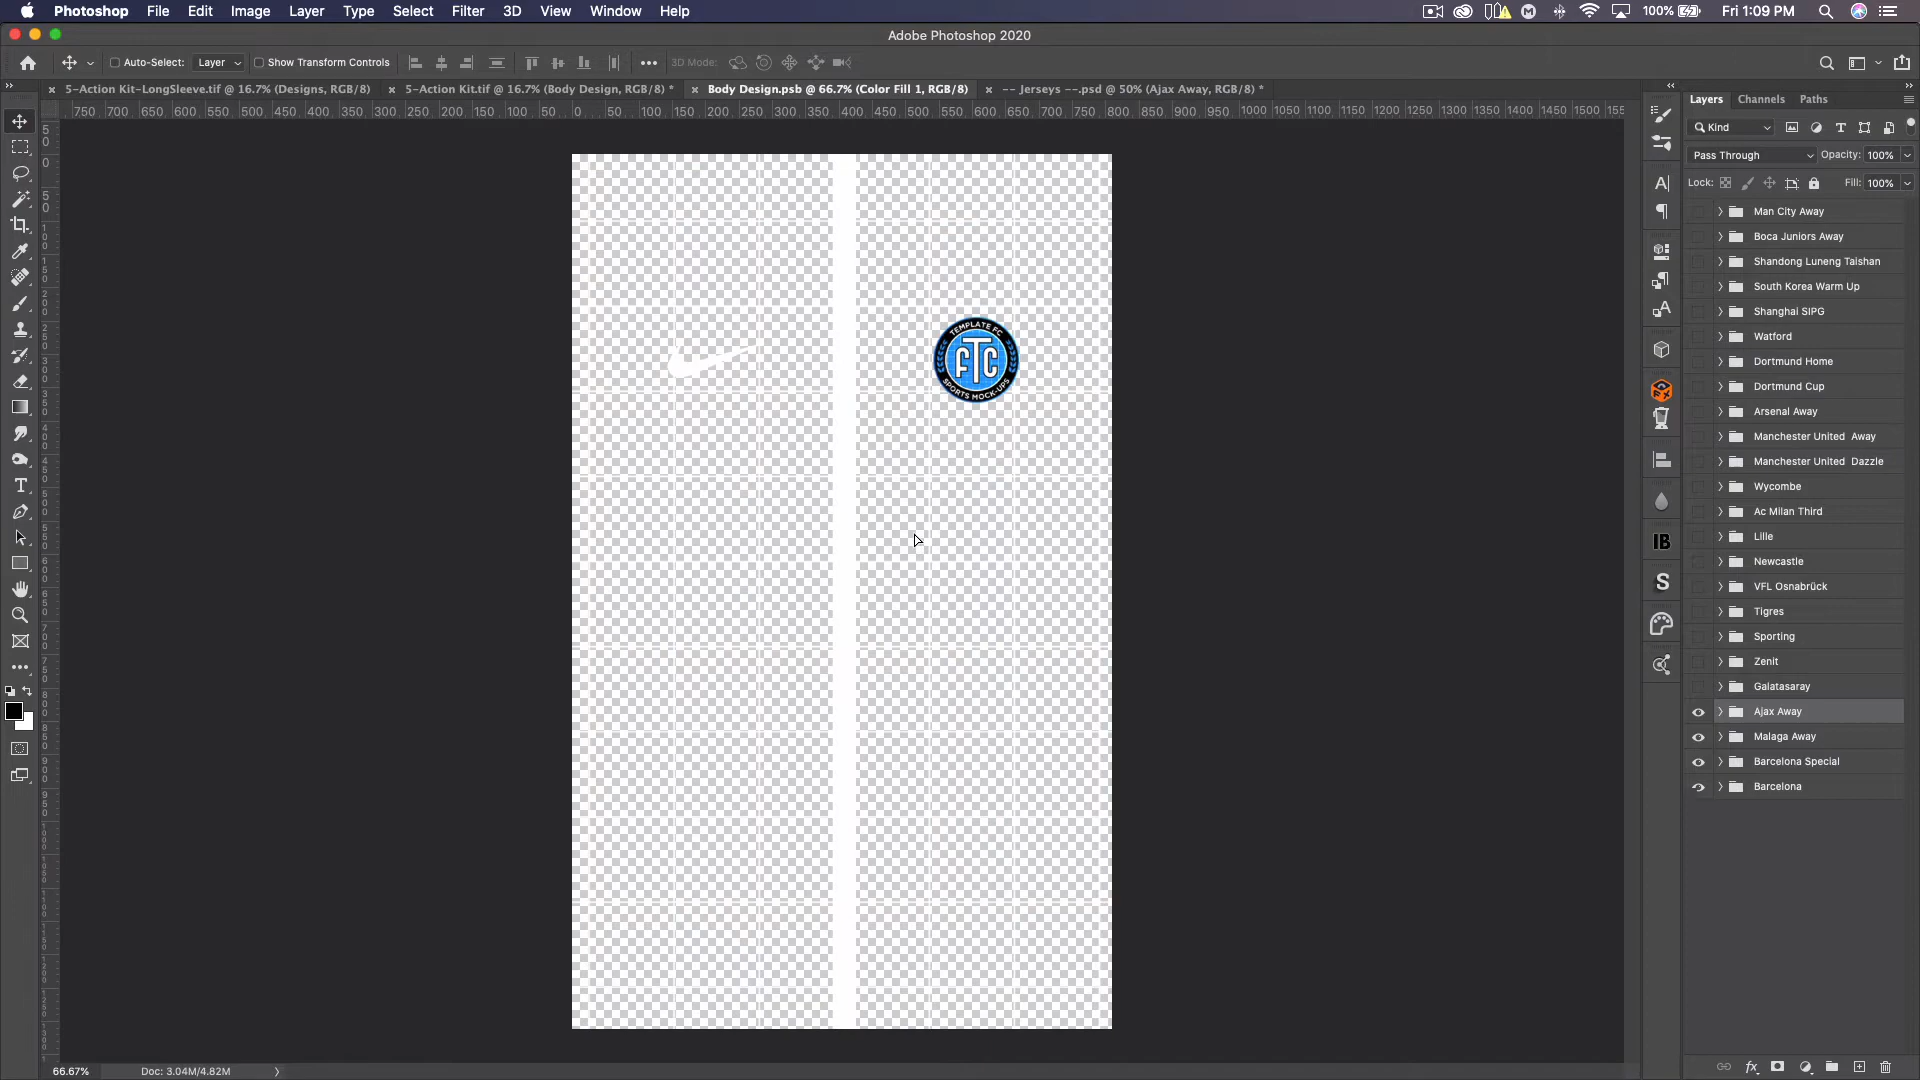 Photoshop File Edit Image Layer Type Select Filter 3D View Window Help 100% Fri 1:09 PM
Adobe Photoshop 2020
Auto-Select: Layer Show Transform Controls 3D Mode:
5-Action Kit-LongSleeve.tif @ 16.7% (Designs, RGB/8) 5-Action Kit.tif @ 16.7% (Body Design, RGB/8) * Body Design.psb @ 66.7% (Color Fill 1, RGB/8) -- Jerseys --.psd @ 50% (Ajax Away, RGB/8) *
750 700 650 600 550 500 450 400 350 300 250 200 150 100 50 0 50 100 150 200 250 300 350 400 450 500 550 600 650 700 750 800 850 900 950 1000 1050 1100 1150 1200 1250 1300 1350 1400 1450 1500
Layers Channels Paths
Kind
Pass Through Opacity: 100%
Lock: Fill: 100%
Man City Away
Boca Juniors Away
Shandong Luneng Taishan
South Korea Warm Up
Shanghai SIPG
Watford
Dortmund Home
Dortmund Cup
Arsenal Away
Manchester United Away
Manchester United Dazzle
Wycombe
Ac Milan Third
Lille
Newcastle
VFL Osnabrück
Tigres
Sporting
Zenit
Galatasaray
Ajax Away
Malaga Away
Barcelona Special
Barcelona
TEMPLATE FC
FTC
SPORTS MOCK-UPS
66.67% Doc: 3.04M/4.82M